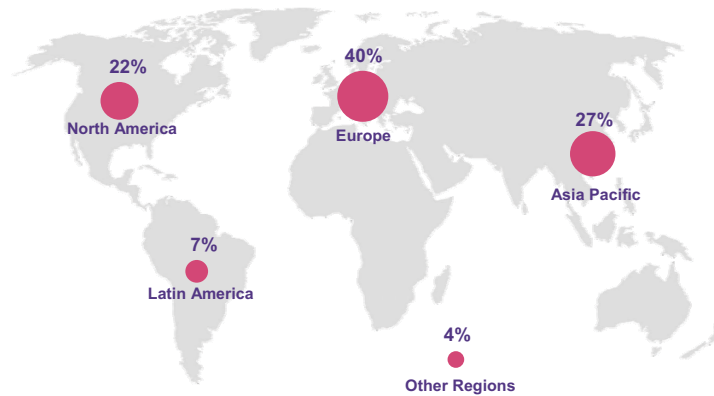 22%
North America
40%
Europe
27%
Asia Pacific
7%
Latin America
4%
Other Regions